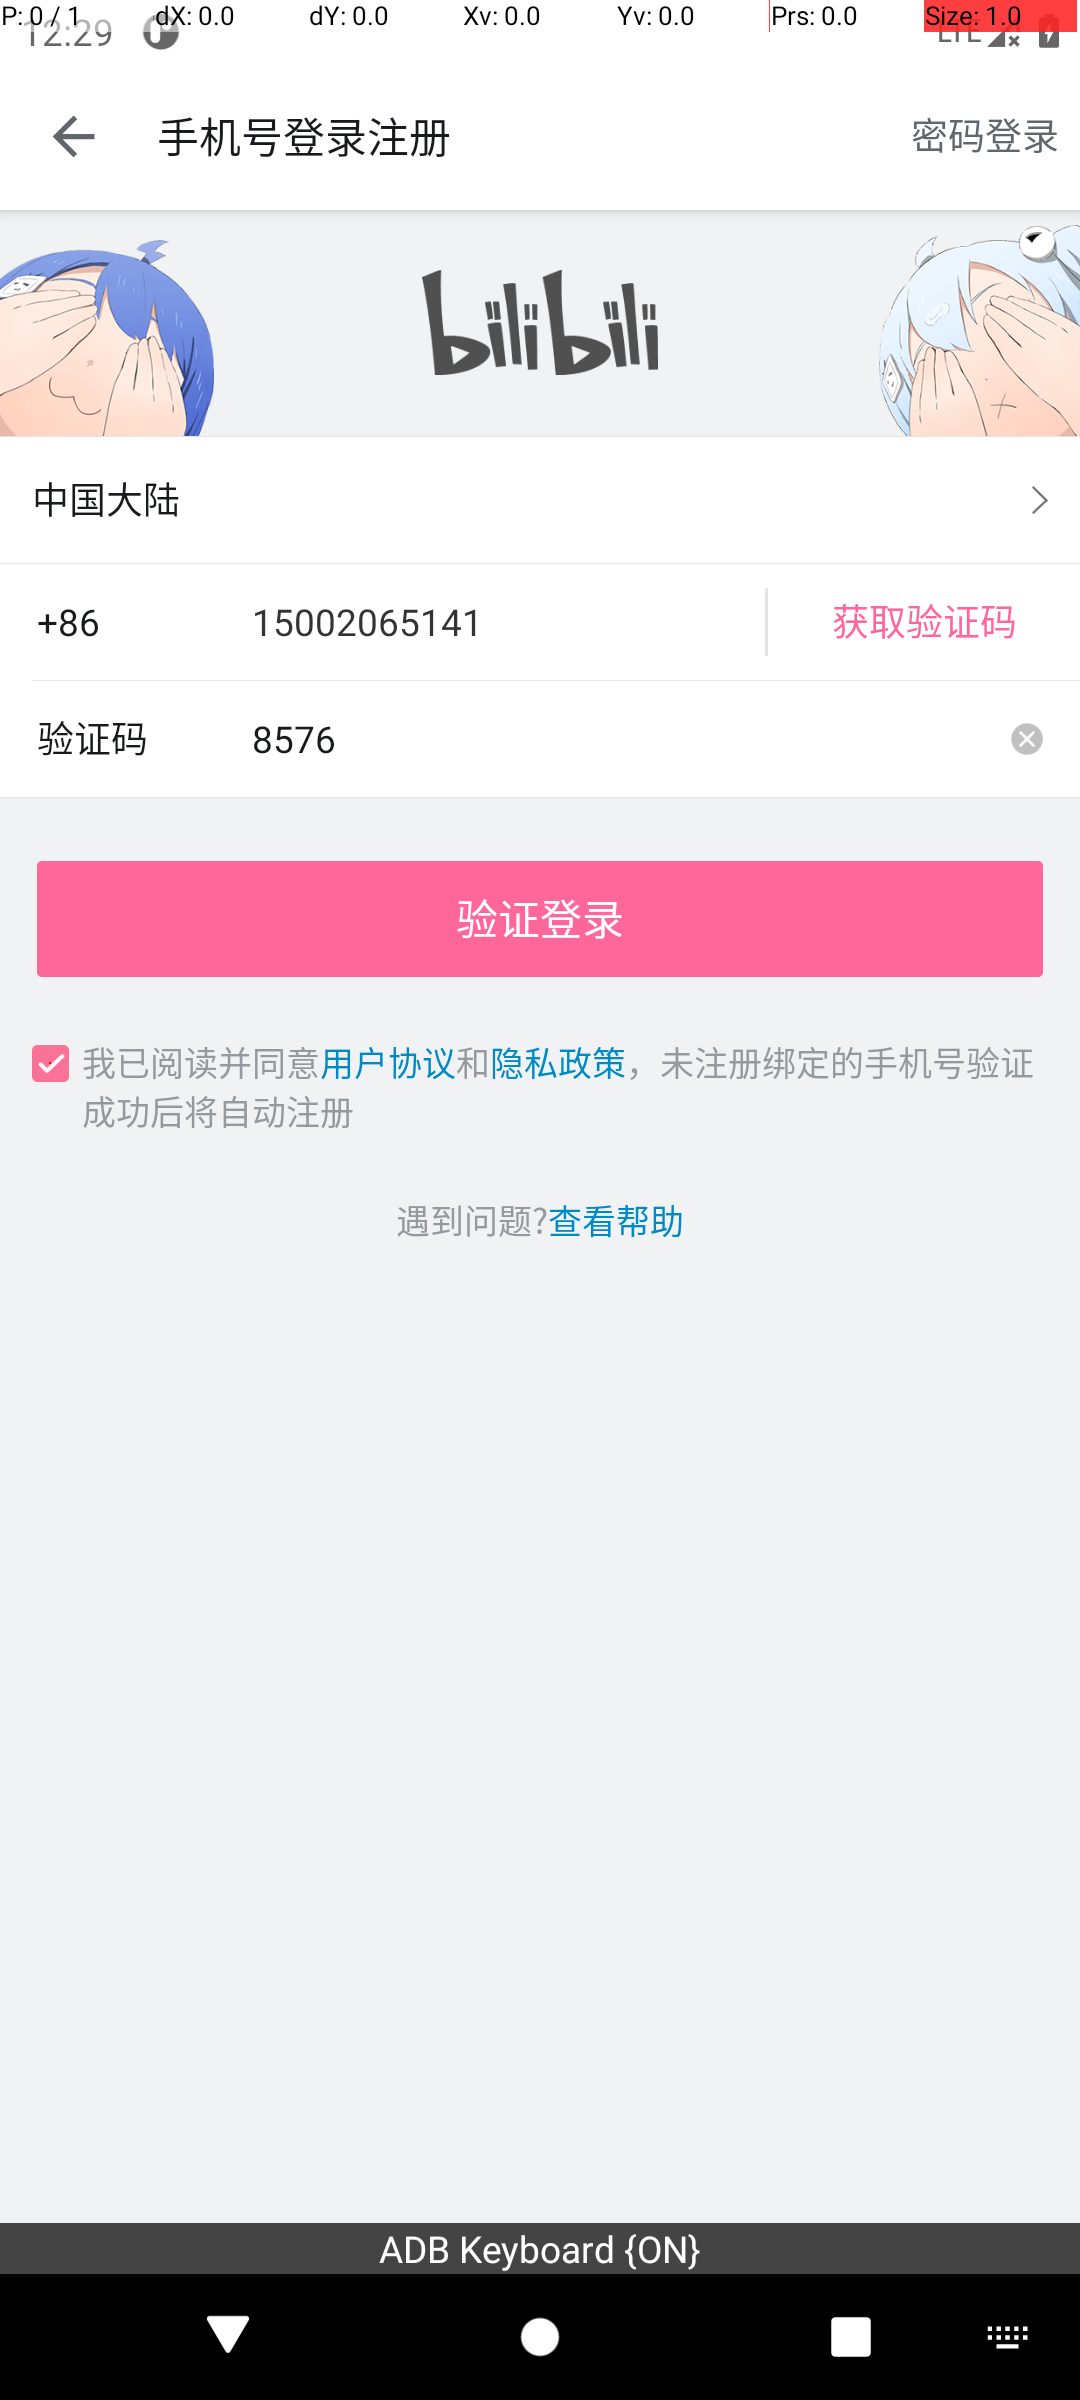 P: 0 / 1 dX: 0.0 dY: 0.0 Xv: 0.0 Yv: 0.0 Prs: 0.0 Size: 1.0
12:29 LTE
手机号登录注册 密码登录
bilibili
中国大陆
+86 15002065141 获取验证码
验证码 8576
验证登录
我已阅读并同意用户协议和隐私政策，未注册绑定的手机号验证
成功后将自动注册
遇到问题?查看帮助
ADB Keyboard {ON}